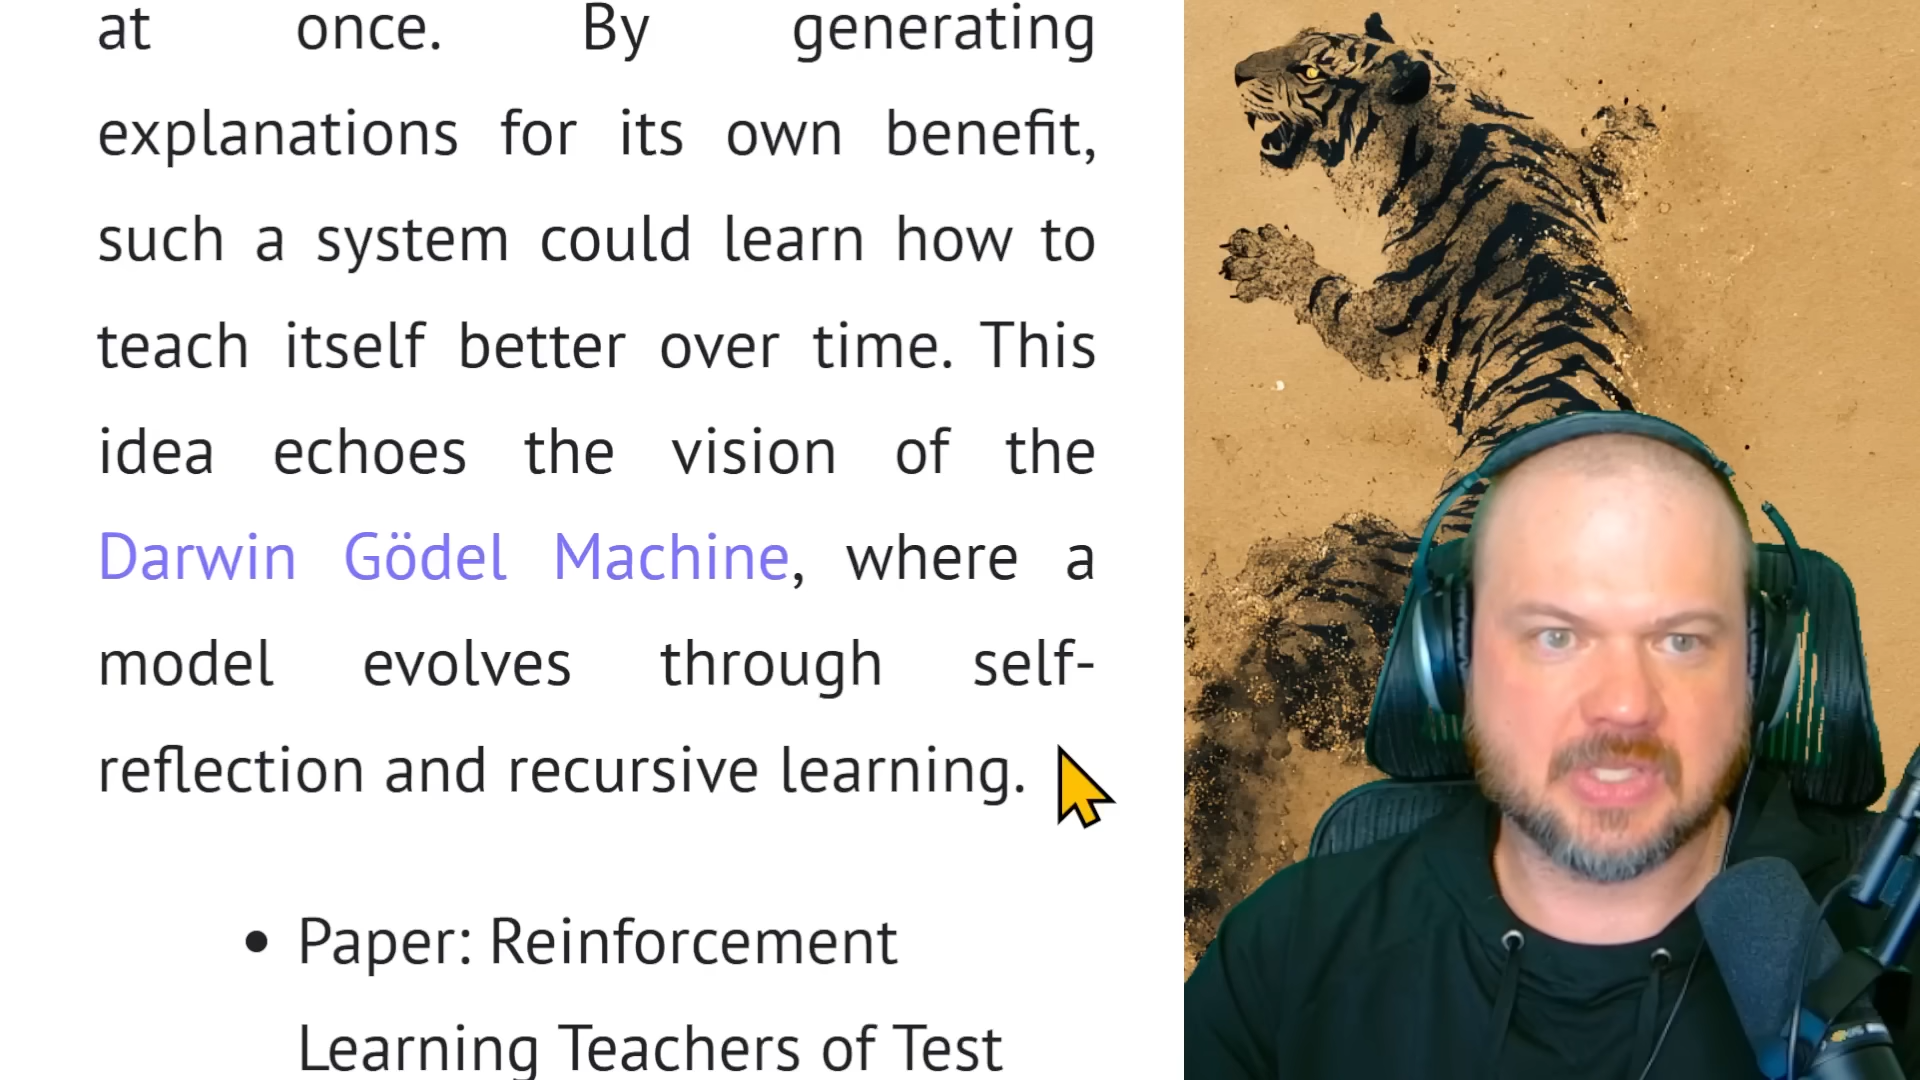 at once. By generating
explanations for its own benefit,
such a system could learn how to
teach itself better over time. This
idea echoes the vision of the
Darwin Gödel Machine, where a
model evolves through self-
reflection and recursive learning.
• Paper: Reinforcement
Learning Teachers of Test